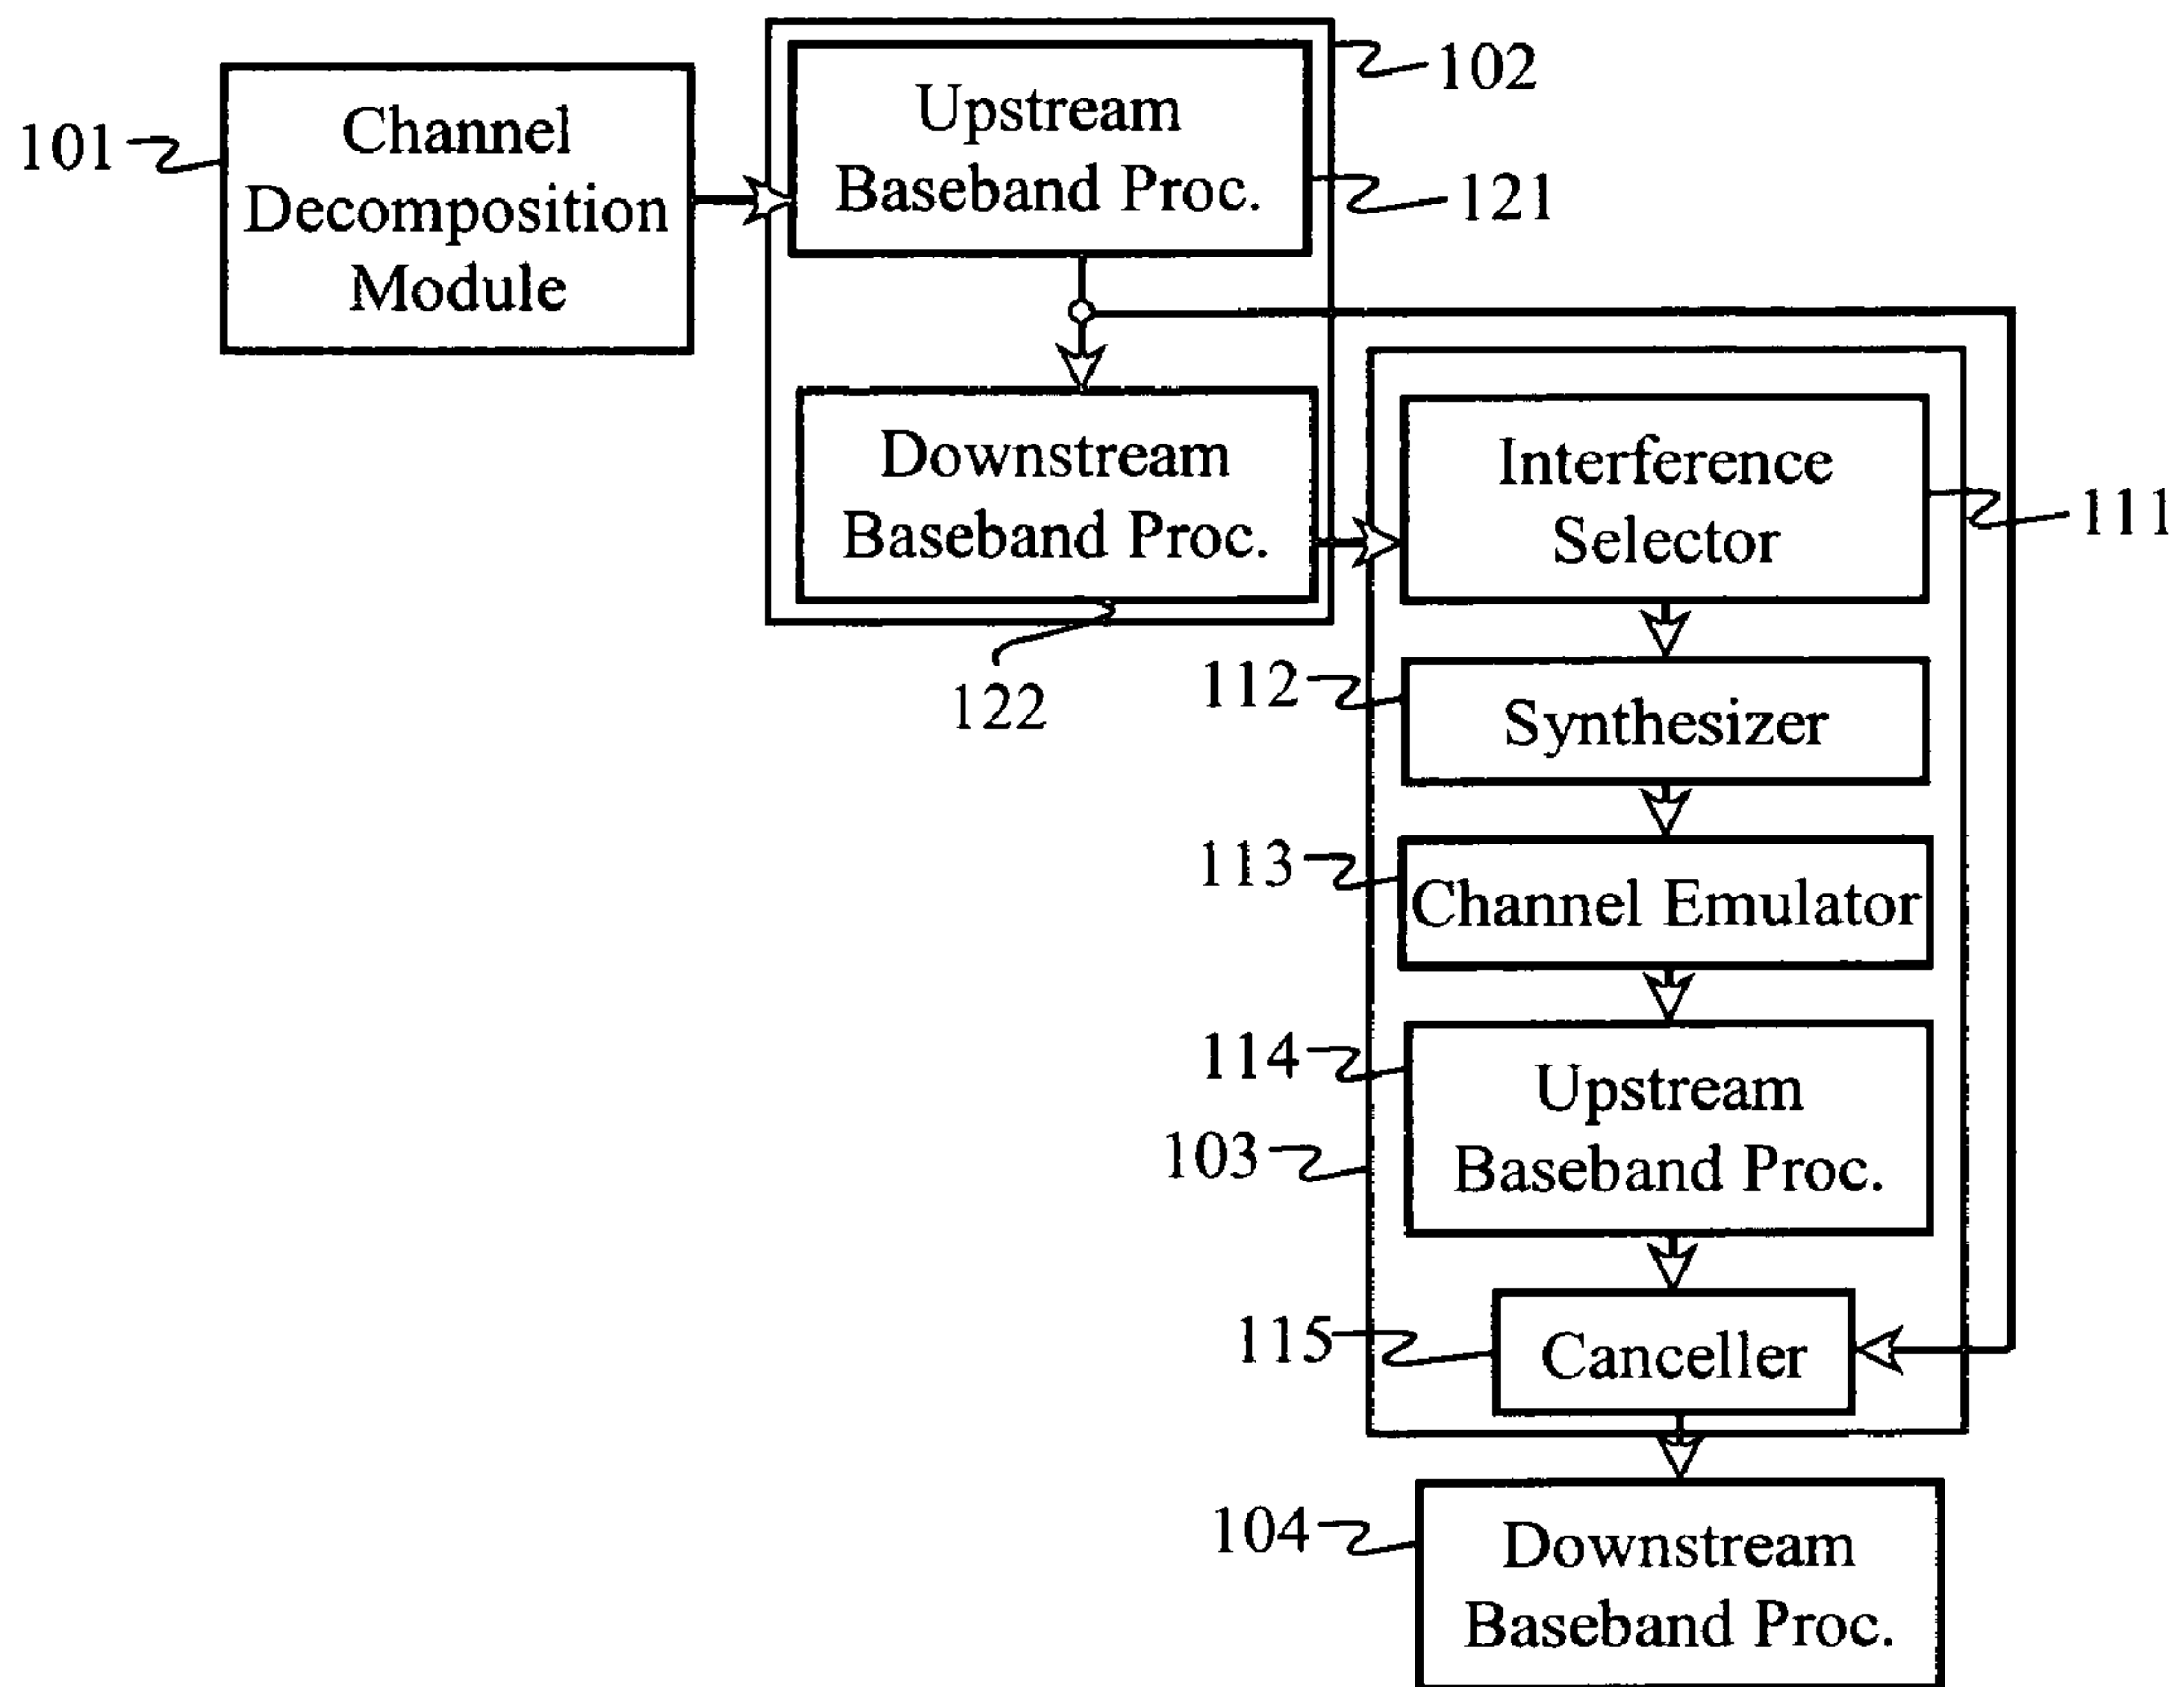 102
Upstream
Baseband Proc.
121
101
Channel
Decomposition
Module
Downstream
Baseband Proc.
122
Interference
Selector
111
112
Synthesizer
113
Channel Emulator
114
Upstream
Baseband Proc.
103
115
Canceller
104
Downstream
Baseband Proc.